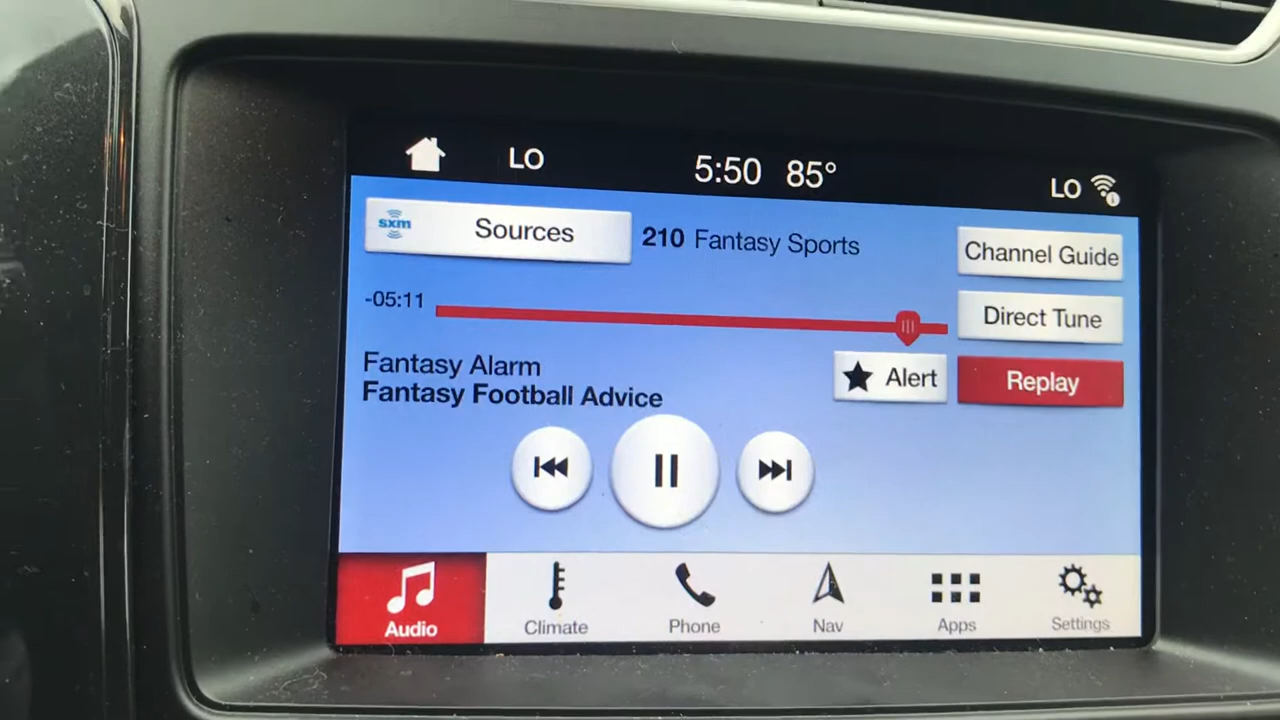 LO 5:50 85° LO
sxm Sources 210 Fantasy Sports Channel Guide
-05:11 Direct Tune
Fantasy Alarm
Fantasy Football Advice
Alert Replay
Audio Climate Phone Nav Apps Settings